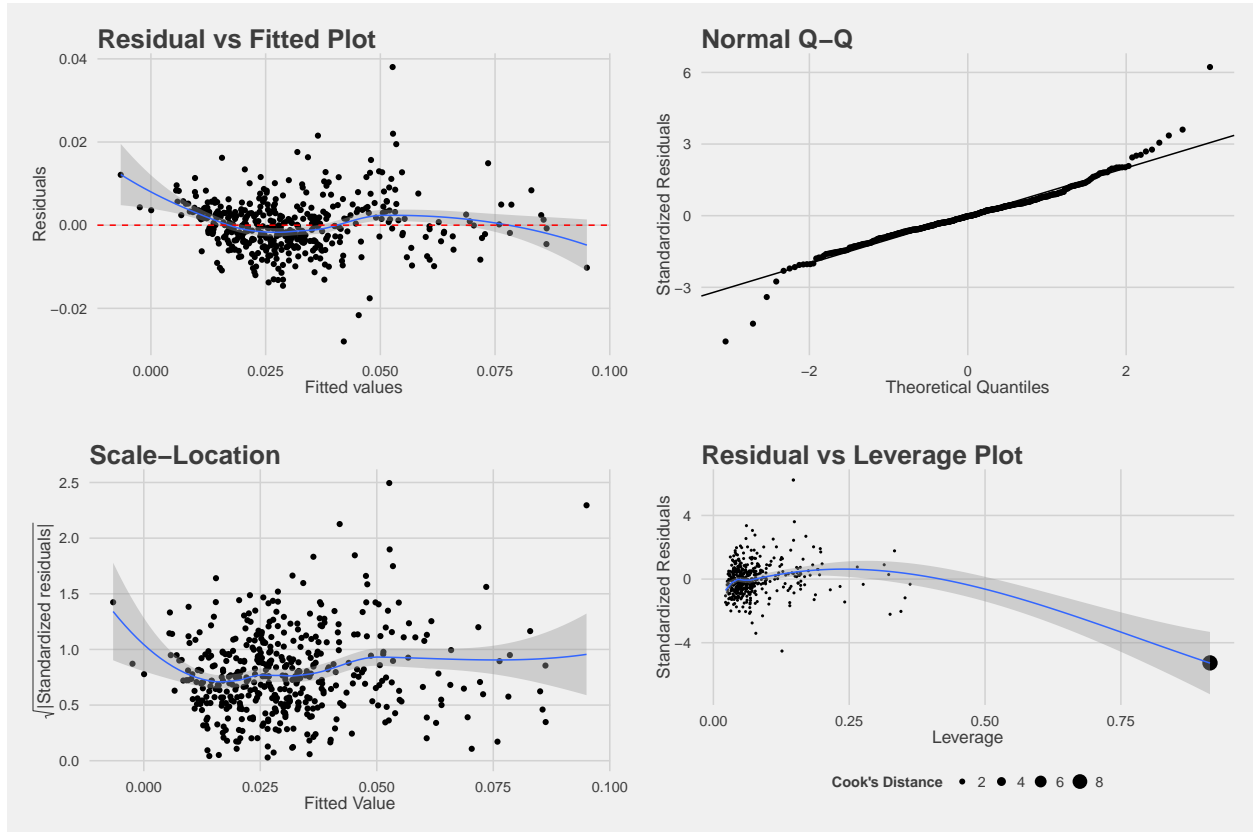 Residual vs Fitted Plot
0.04
0.02
0.00
−0.02
Residuals
0.000 0.025 0.050 0.075 0.100
Fitted values
Normal Q−Q
6
3
0
−3
Standardized Residuals
−2 0 2
Theoretical Quantiles
Scale−Location
2.5
2.0
1.5
1.0
0.5
0.0
√|Standardized residuals|
0.000 0.025 0.050 0.075 0.100
Fitted Value
Residual vs Leverage Plot
4
0
−4
Standardized Residuals
0.00 0.25 0.50 0.75
Leverage
Cook's Distance 2 4 6 8